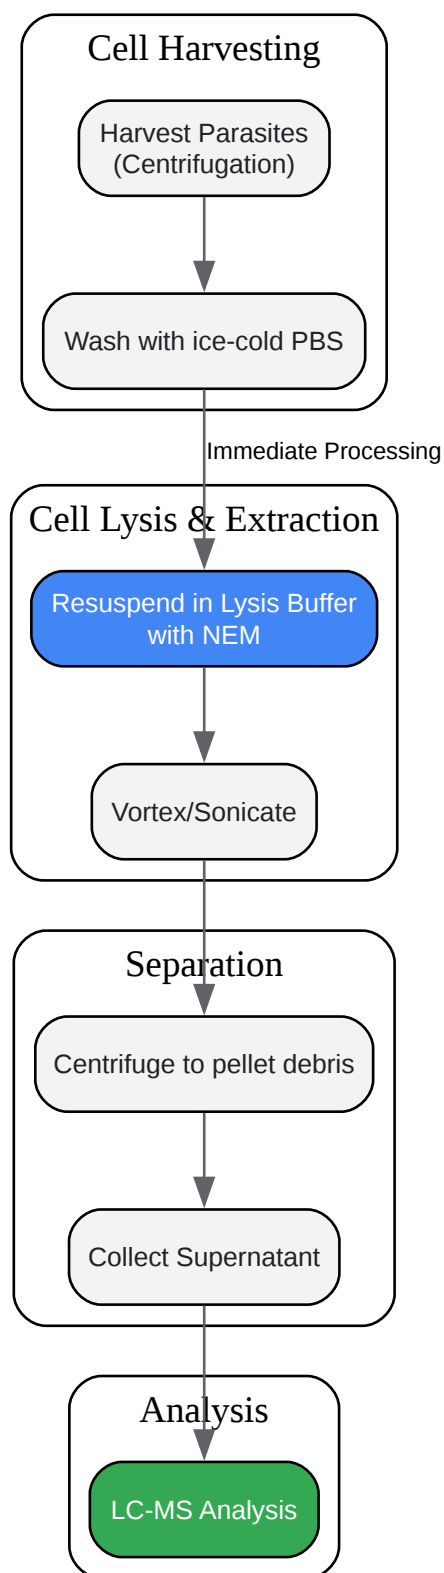 Cell Harvesting
Harvest Parasites
(Centrifugation)
Wash with ice-cold PBS
Immediate Processing
Cell Lysis & Extraction
Resuspend in Lysis Buffer
with NEM
Vortex/Sonicate
Separation
Centrifuge to pellet debris
Collect Supernatant
Analysis
LC-MS Analysis